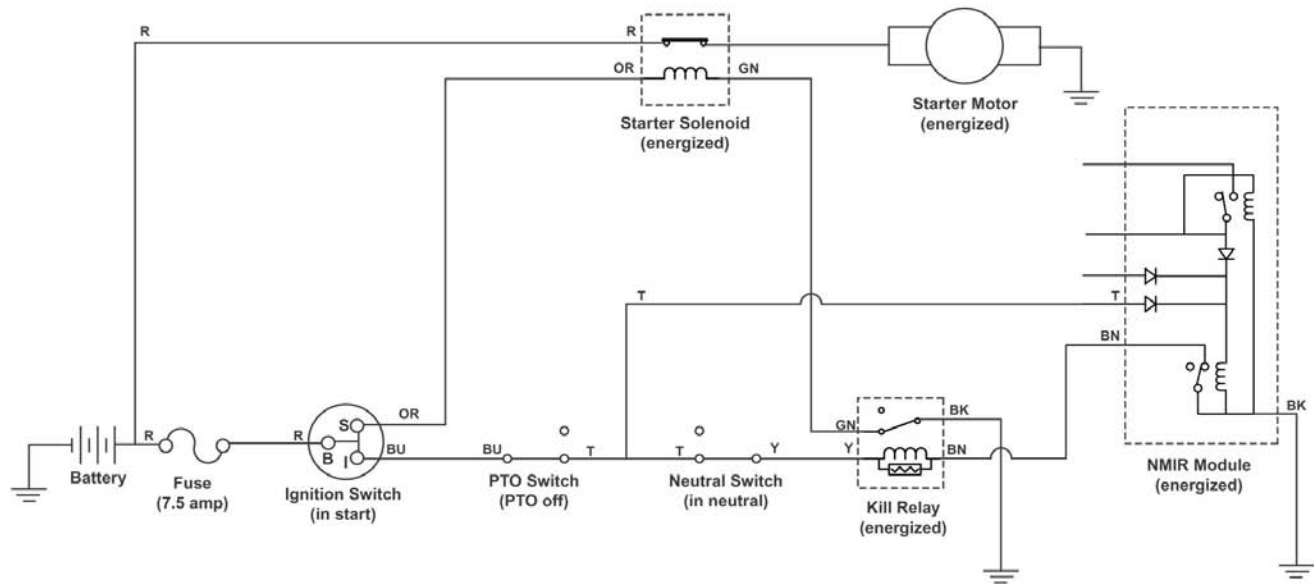 R
R
OR
GN
Starter Solenoid
(energized)
Starter Motor
(energized)
T
T
BN
BK
NMIR Module
(energized)
Battery
R
Fuse
(7.5 amp)
R
S
B
I
OR
BU
Ignition Switch
(in start)
BU
T
PTO Switch
(PTO off)
T
Y
Neutral Switch
(in neutral)
GN
BK
Y
BN
Kill Relay
(energized)